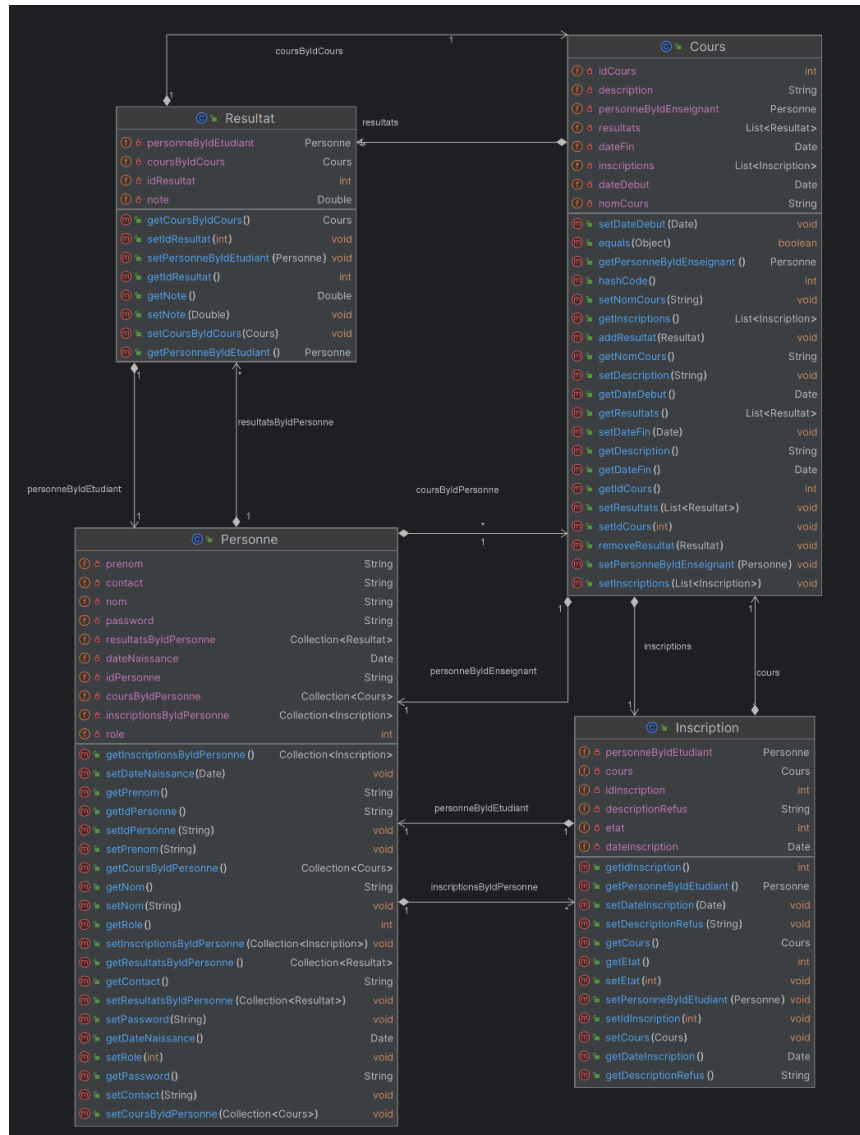 coursByIdCours
1
1
Resultat
personneByIdEtudiant Personne
coursByIdCours Cours
idResultat int
note Double
getCoursByIdCours() Cours
setIdResultat(int) void
setPersonneByIdEtudiant(Personne) void
getIdResultat() int
getNote() Double
setNote(Double) void
setCoursByIdCours(Cours) void
getPersonneByIdEtudiant() Personne
resultats
Cours
idCours int
description String
personneByIdEnseignant Personne
resultats List<Resultat>
dateFin Date
inscriptions List<Inscription>
dateDebut Date
nomCours String
setDateDebut(Date) void
equals(Object) boolean
getPersonneByIdEnseignant() Personne
hashCode() int
setNomCours(String) void
getInscriptions() List<Inscription>
addResultat(Resultat) void
getNomCours() String
setDescription(String) void
getDateDebut() Date
getResultats() List<Resultat>
setDateFin(Date) void
getDescription() String
getDateFin() Date
getIdCours() int
setResultats(List<Resultat>) void
setIdCours(int) void
removeResultat(Resultat) void
setPersonneByIdEnseignant(Personne) void
setInscriptions(List<Inscription>) void
1
*
resultatsByIdPersonne
personneByIdEtudiant
1
1
coursByIdPersonne
*
1
Personne
prenom String
contact String
nom String
password String
resultatsByIdPersonne Collection<Resultat>
dateNaissance Date
idPersonne String
coursByIdPersonne Collection<Cours>
inscriptionsByIdPersonne Collection<Inscription>
role int
getInscriptionsByIdPersonne() Collection<Inscription>
setDateNaissance(Date) void
getPrenom() String
getIdPersonne() String
setIdPersonne(String) void
setPrenom(String) void
getCoursByIdPersonne() Collection<Cours>
getNom() String
setNom(String) void
getRole() int
setInscriptionsByIdPersonne(Collection<Inscription>) void
getResultatsByIdPersonne() Collection<Resultat>
getContact() String
setResultatsByIdPersonne(Collection<Resultat>) void
setPassword(String) void
getDateNaissance() Date
setRole(int) void
getPassword() String
setContact(String) void
setCoursByIdPersonne(Collection<Cours>) void
1
personneByIdEnseignant
1
inscriptions
1
1
cours
personneByIdEtudiant
1
1
inscriptionsByIdPersonne
1
*
Inscription
personneByIdEtudiant Personne
cours Cours
idInscription int
descriptionRefus String
etat int
dateInscription Date
getIdInscription() int
getPersonneByIdEtudiant() Personne
setDateInscription(Date) void
setDescriptionRefus(String) void
getCours() Cours
getEtat() int
setEtat(int) void
setPersonneByIdEtudiant(Personne) void
setIdInscription(int) void
setCours(Cours) void
getDateInscription() Date
getDescriptionRefus() String